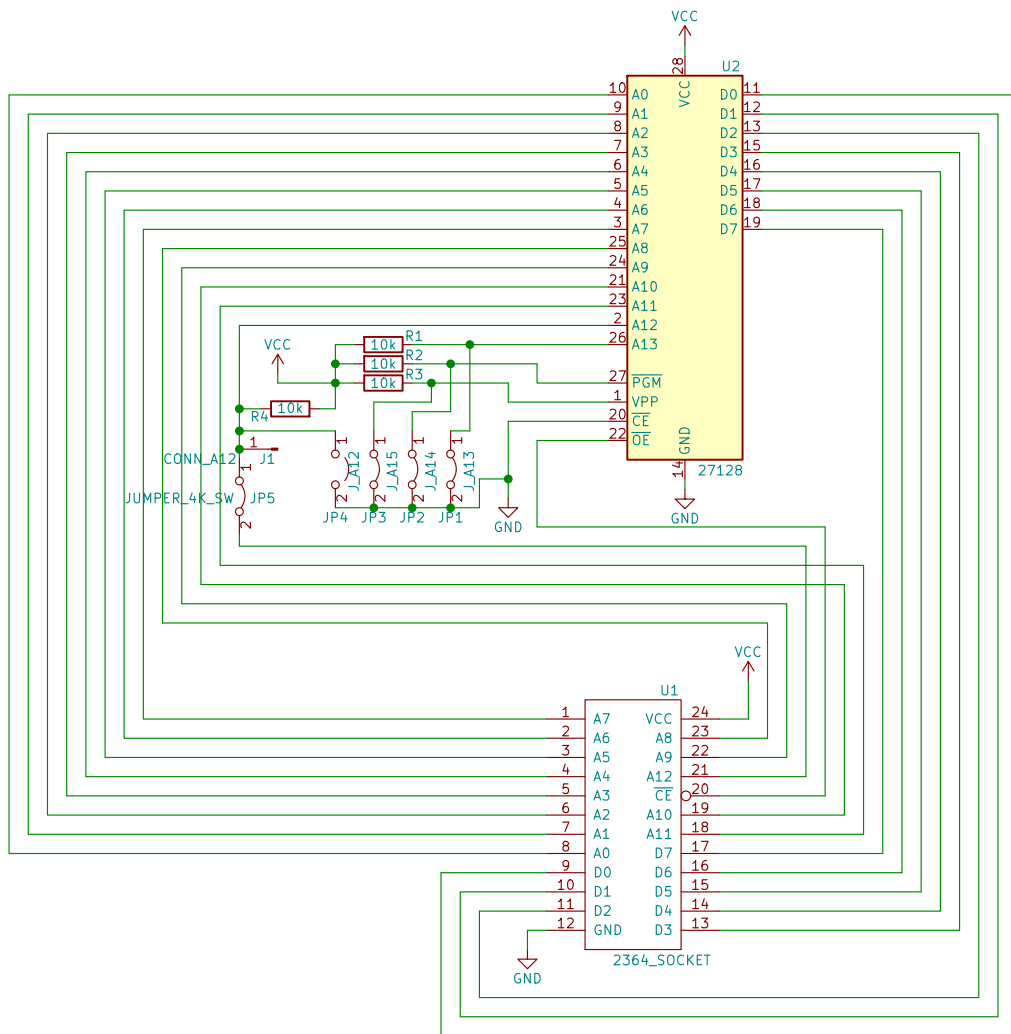 VCC
28
U2
VCC
10 A0 D0 11
9 A1 D1 12
8 A2 D2 13
7 A3 D3 15
6 A4 D4 16
5 A5 D5 17
4 A6 D6 18
3 A7 D7 19
25 A8
24 A9
21 A10
23 A11
2 A12
26 A13
27 PGM
1 VPP
20 CE
22 OE
GND
14
27128
GND
VCC
10k R1
10k R2
10k R3
R4 10k
1
CONN_A12 J1
1
JUMPER_4K_SW JP5
2
1 J_A12 2
1 J_A15 2
1 J_A14 2
1 J_A13 2
JP4 JP3 JP2 JP1
GND
VCC
U1
1 A7 VCC 24
2 A6 A8 23
3 A5 A9 22
4 A4 A12 21
5 A3 CE 20
6 A2 A10 19
7 A1 A11 18
8 A0 D7 17
9 D0 D6 16
10 D1 D5 15
11 D2 D4 14
12 GND D3 13
2364_SOCKET
GND